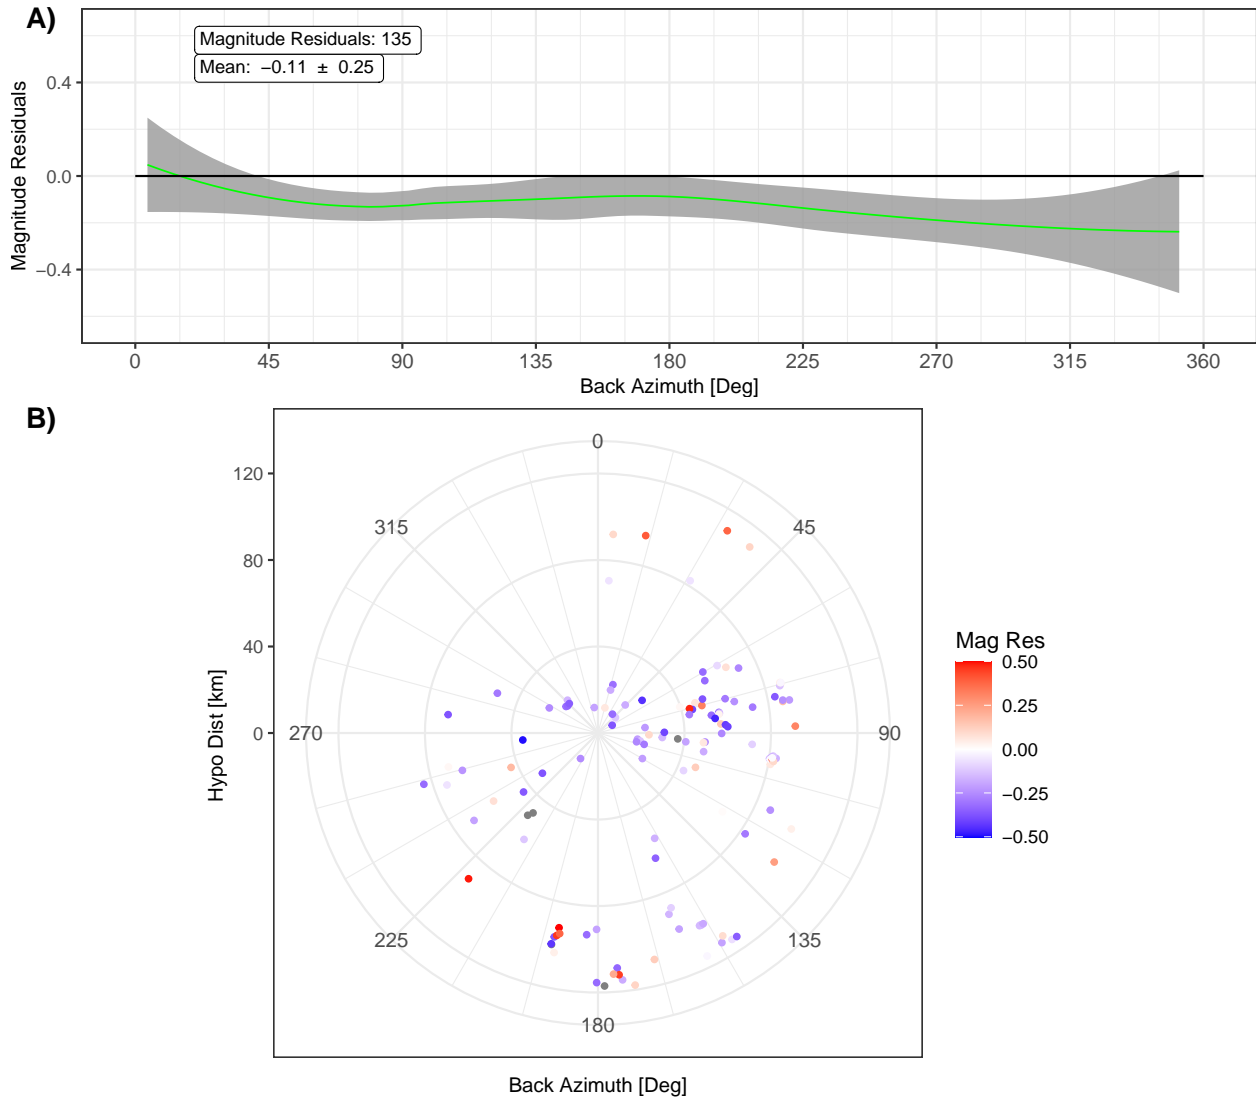 A)
Magnitude Residuals: 135
Mean: −0.11 ± 0.25
0.4
0.0
−0.4
Magnitude Residuals
0 45 90 135 180 225 270 315 360
Back Azimuth [Deg]
B)
120
80
40
0
Hypo Dist [km]
0
45
90
135
180
225
270
315
Back Azimuth [Deg]
Mag Res
0.50
0.25
0.00
−0.25
−0.50